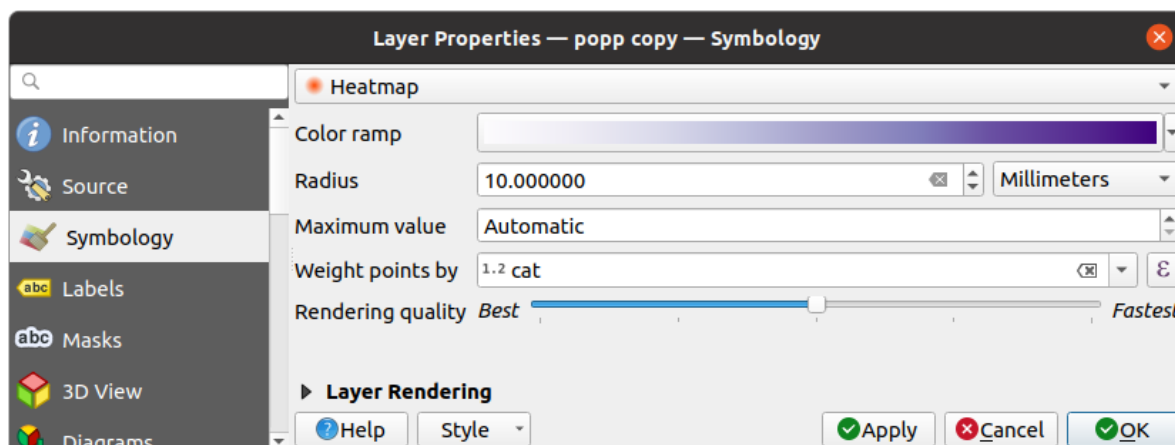 Layer Properties — popp copy — Symbology
Heatmap
Information
Color ramp
Source
Radius 10.000000 Millimeters
Symbology
Maximum value Automatic
Weight points by 1.2 cat ε
abc Labels
Rendering quality Best Fastest
abc Masks
3D View
Layer Rendering
Diagrams
Help Style Apply Cancel OK